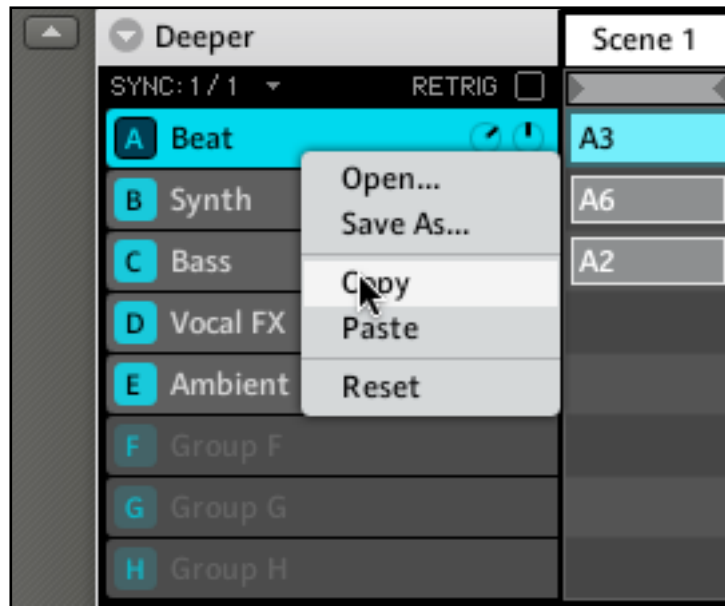 Deeper
Scene 1
SYNC: 1 / 1 RETRIG
A Beat A3
Open...
B Synth A6
Save As...
C Bass A2
Copy
D Vocal FX
Paste
E Ambient
Reset
F Group F
G Group G
H Group H